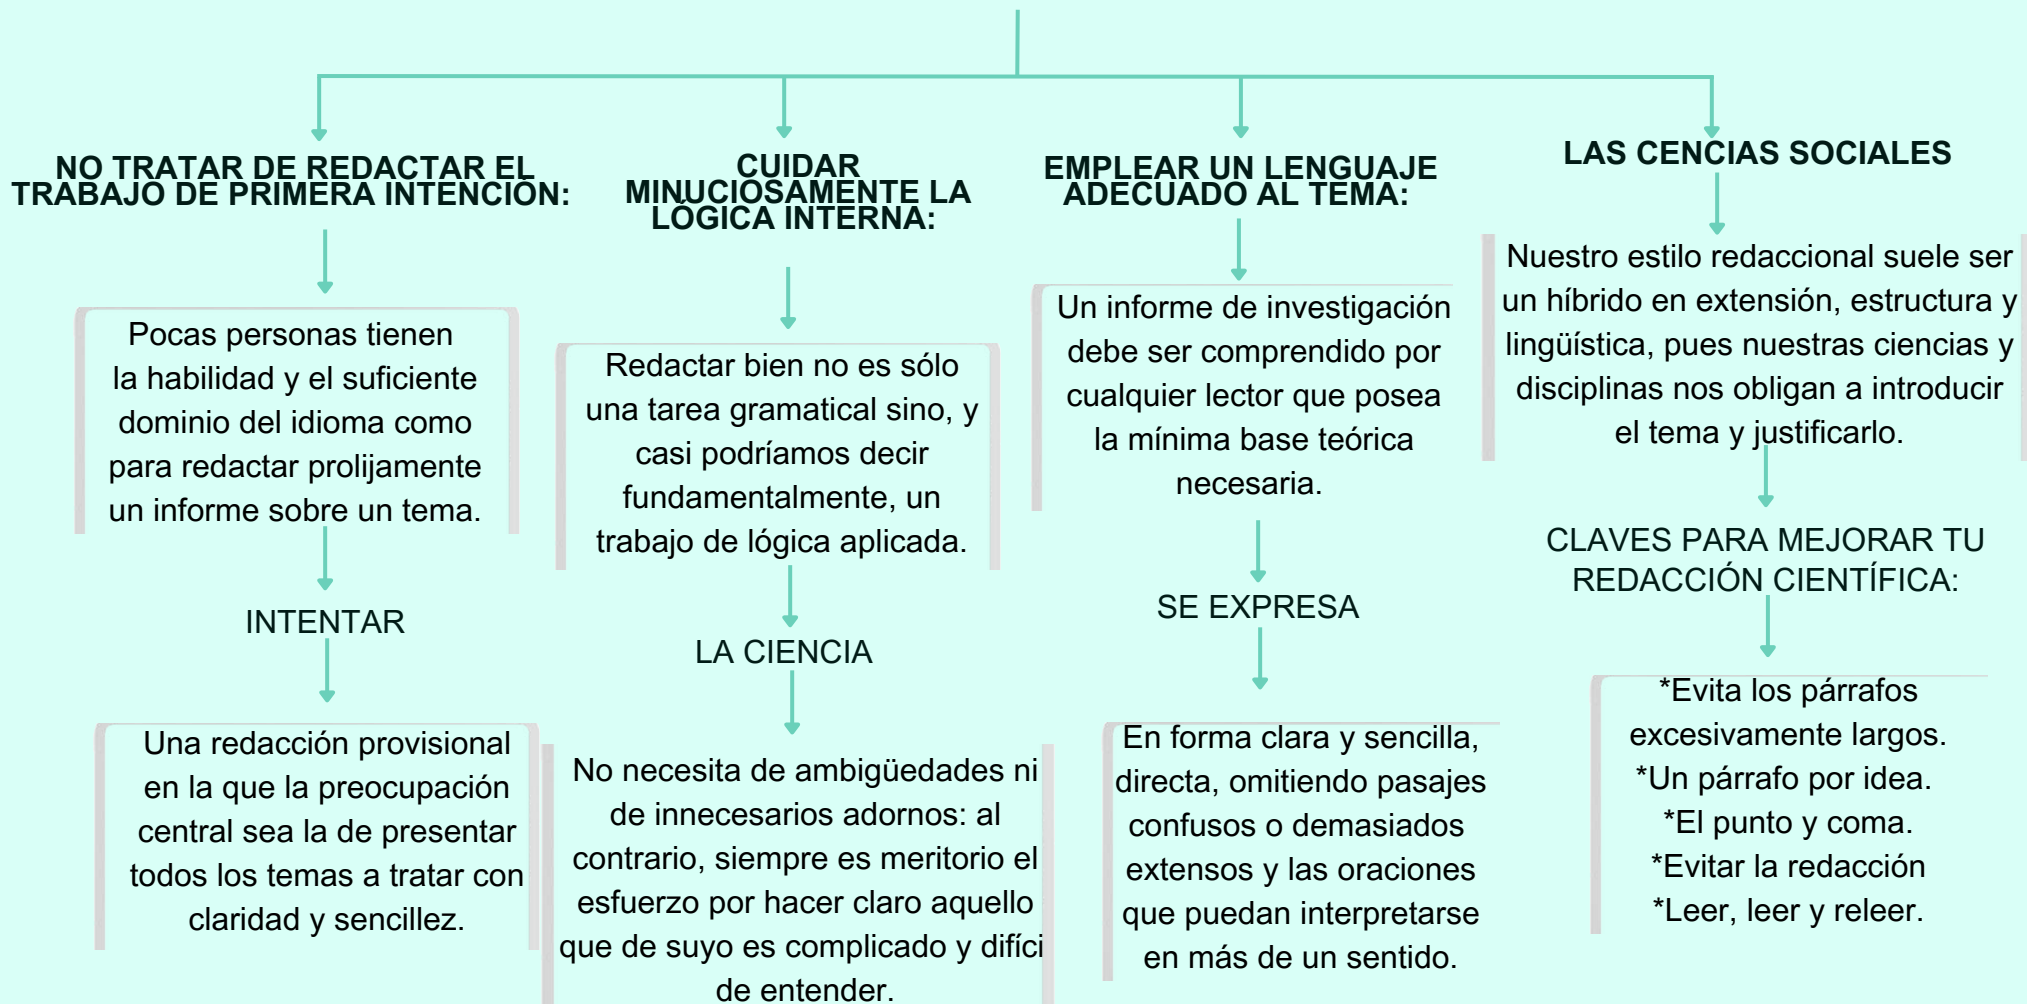 NO TRATAR DE REDACTAR EL
TRABAJO DE PRIMERA INTENCIÓN:
Pocas personas tienen
la habilidad y el suficiente
dominio del idioma como
para redactar prolijamente
un informe sobre un tema.
INTENTAR
Una redacción provisional
en la que la preocupación
central sea la de presentar
todos los temas a tratar con
claridad y sencillez.
CUIDAR
MINUCIOSAMENTE LA
LÓGICA INTERNA:
Redactar bien no es sólo
una tarea gramatical sino, y
casi podríamos decir
fundamentalmente, un
trabajo de lógica aplicada.
LA CIENCIA
No necesita de ambigüedades ni
de innecesarios adornos: al
contrario, siempre es meritorio el
esfuerzo por hacer claro aquello
que de suyo es complicado y difíci
de entender.
EMPLEAR UN LENGUAJE
ADECUADO AL TEMA:
Un informe de investigación
debe ser comprendido por
cualquier lector que posea
la mínima base teórica
necesaria.
SE EXPRESA
En forma clara y sencilla,
directa, omitiendo pasajes
confusos o demasiados
extensos y las oraciones
que puedan interpretarse
en más de un sentido.
LAS CENCIAS SOCIALES
Nuestro estilo redaccional suele ser
un híbrido en extensión, estructura y
lingüística, pues nuestras ciencias y
disciplinas nos obligan a introducir
el tema y justificarlo.
CLAVES PARA MEJORAR TU
REDACCIÓN CIENTÍFICA:
*Evita los párrafos
excesivamente largos.
*Un párrafo por idea.
*El punto y coma.
*Evitar la redacción
*Leer, leer y releer.